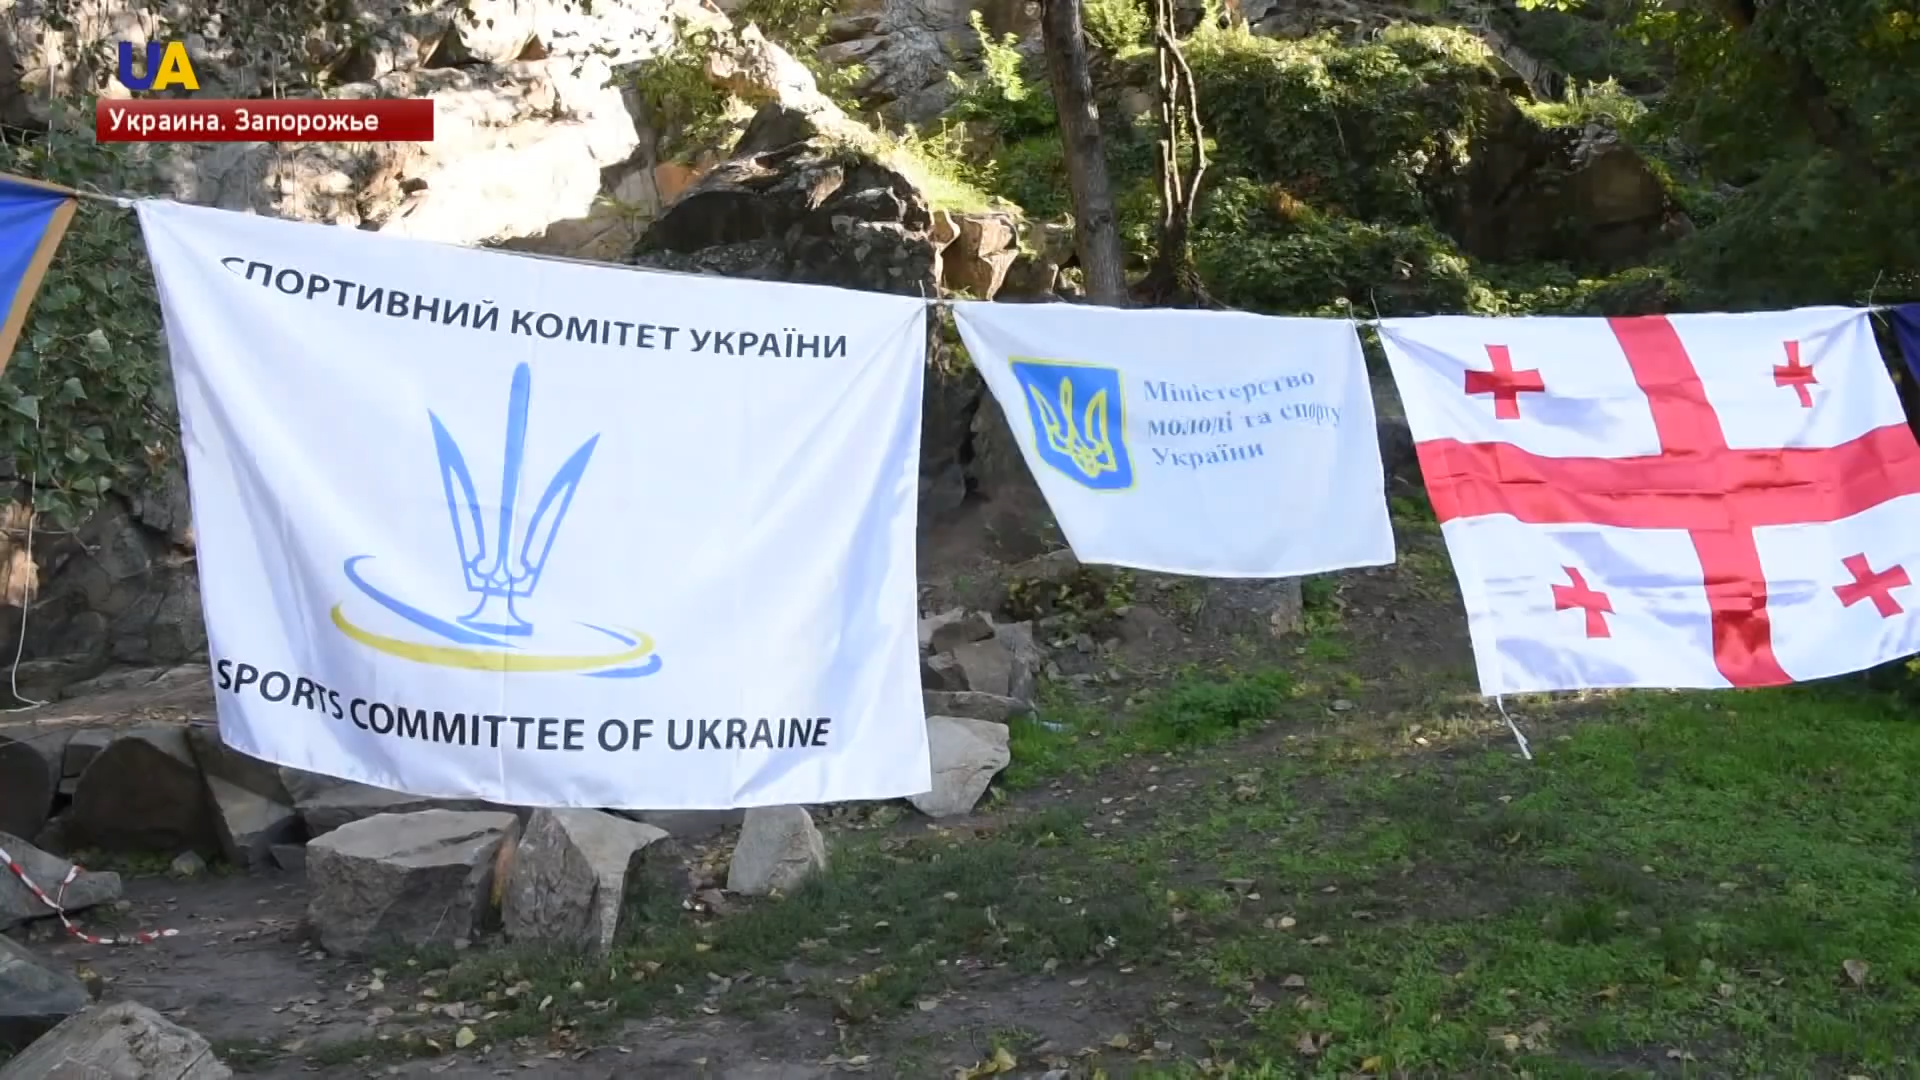 UA
Украина. Запорожье
СПОРТИВНИЙ КОМІТЕТ УКРАЇНИ
SPORTS COMMITTEE OF UKRAINE
Міністерство
молоді та спорту
України